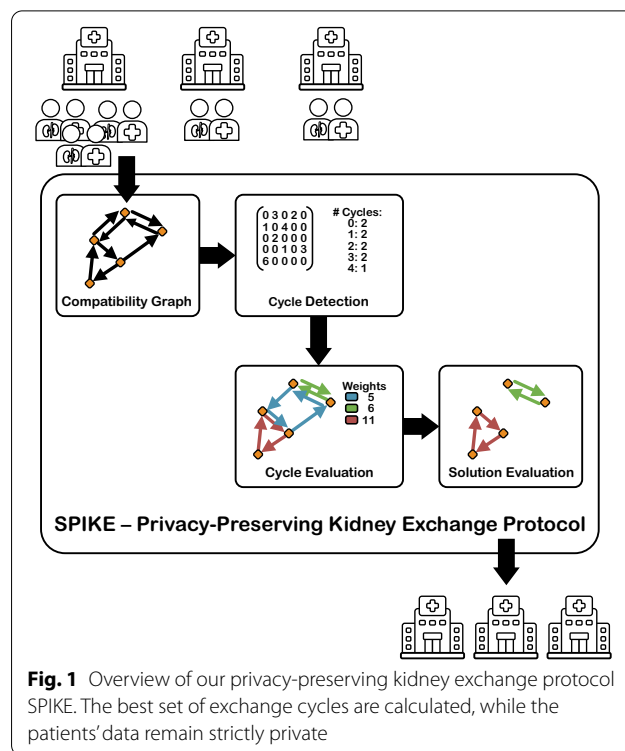 0 3 0 2 0
1 0 4 0 0
0 2 0 0 0
0 0 1 0 3
6 0 0 0 0
# Cycles:
0: 2
1: 2
2: 2
3: 2
4: 1
Compatibility Graph
Cycle Detection
Weights
5
6
11
Cycle Evaluation
Solution Evaluation
SPIKE – Privacy-Preserving Kidney Exchange Protocol
Fig. 1 Overview of our privacy-preserving kidney exchange protocol
SPIKE. The best set of exchange cycles are calculated, while the
patients’ data remain strictly private